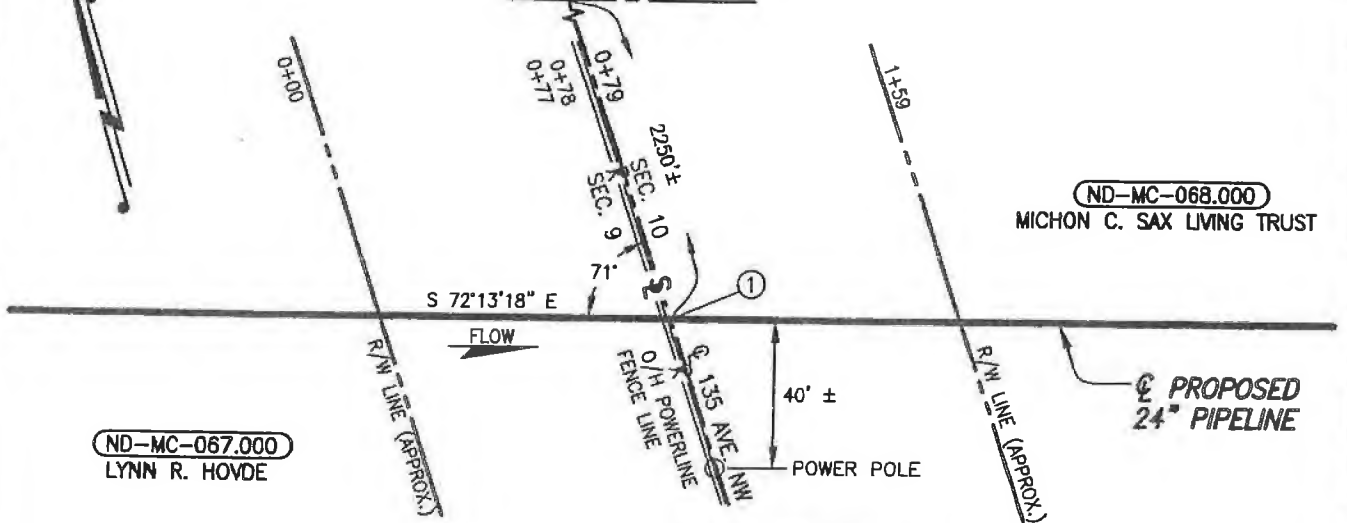 0+00
0+77
0+78
0+79
2250'±
SEC. 9
SEC. 10
1+59
ND-MC-068.000
MICHON C. SAX LIVING TRUST
71°
S 72°13'18" E
1
FLOW
R/W LINE (APPROX.)
FENCE LINE
O/H POWERLINE
℄ 135 AVE. NW
40' ±
POWER POLE
R/W LINE (APPROX.)
℄ PROPOSED
24" PIPELINE
ND-MC-067.000
LYNN R. HOVDE